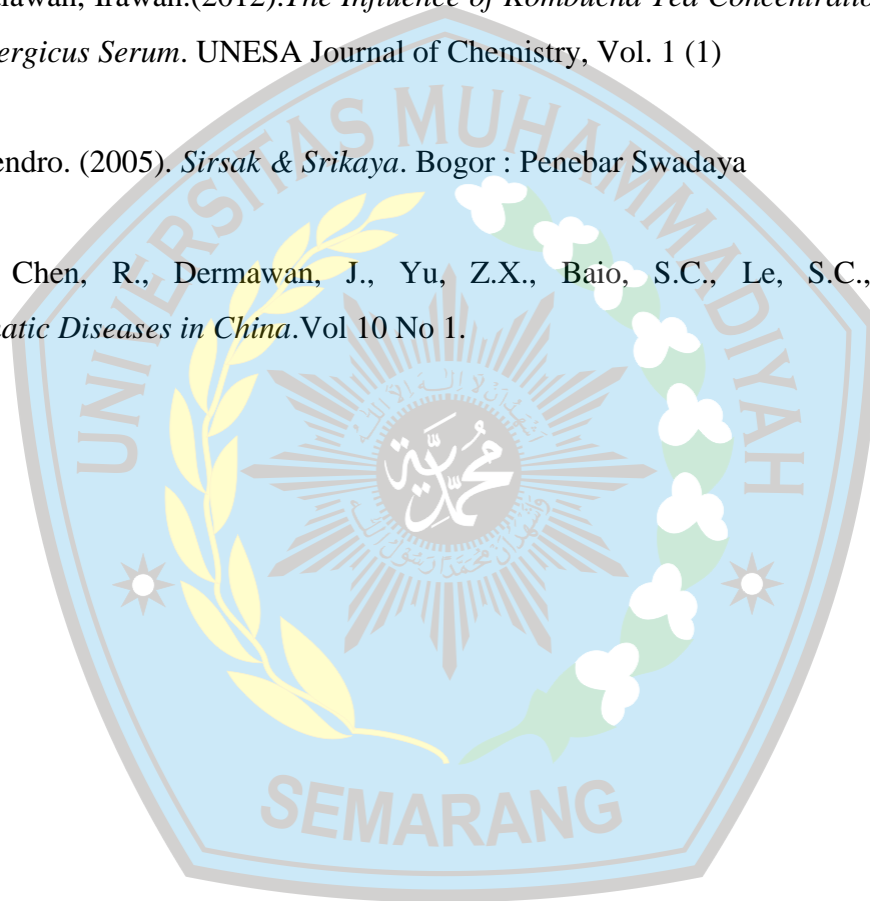 awan, Irawan.(2012).The Influence of Kombucha Tea Concentratio
ergicus Serum. UNESA Journal of Chemistry, Vol. 1 (1)
endro. (2005). Sirsak & Srikaya. Bogor : Penebar Swadaya
Chen, R., Dermawan, J., Yu, Z.X., Baio, S.C., Le, S.C.,
atic Diseases in China.Vol 10 No 1.
UNIVERSITAS MUHAMMADIYAH
محمدية
SEMARANG